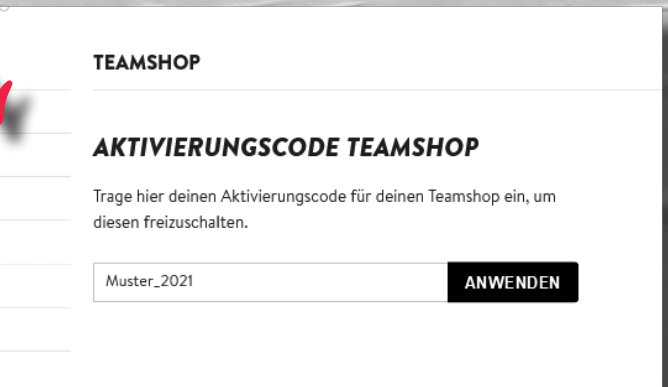 TEAMSHOP
AKTIVIERUNGSCODE TEAMSHOP
Trage hier deinen Aktivierungscode für deinen Teamshop ein, um
diesen freizuschalten.
Muster_2021 ANWENDEN